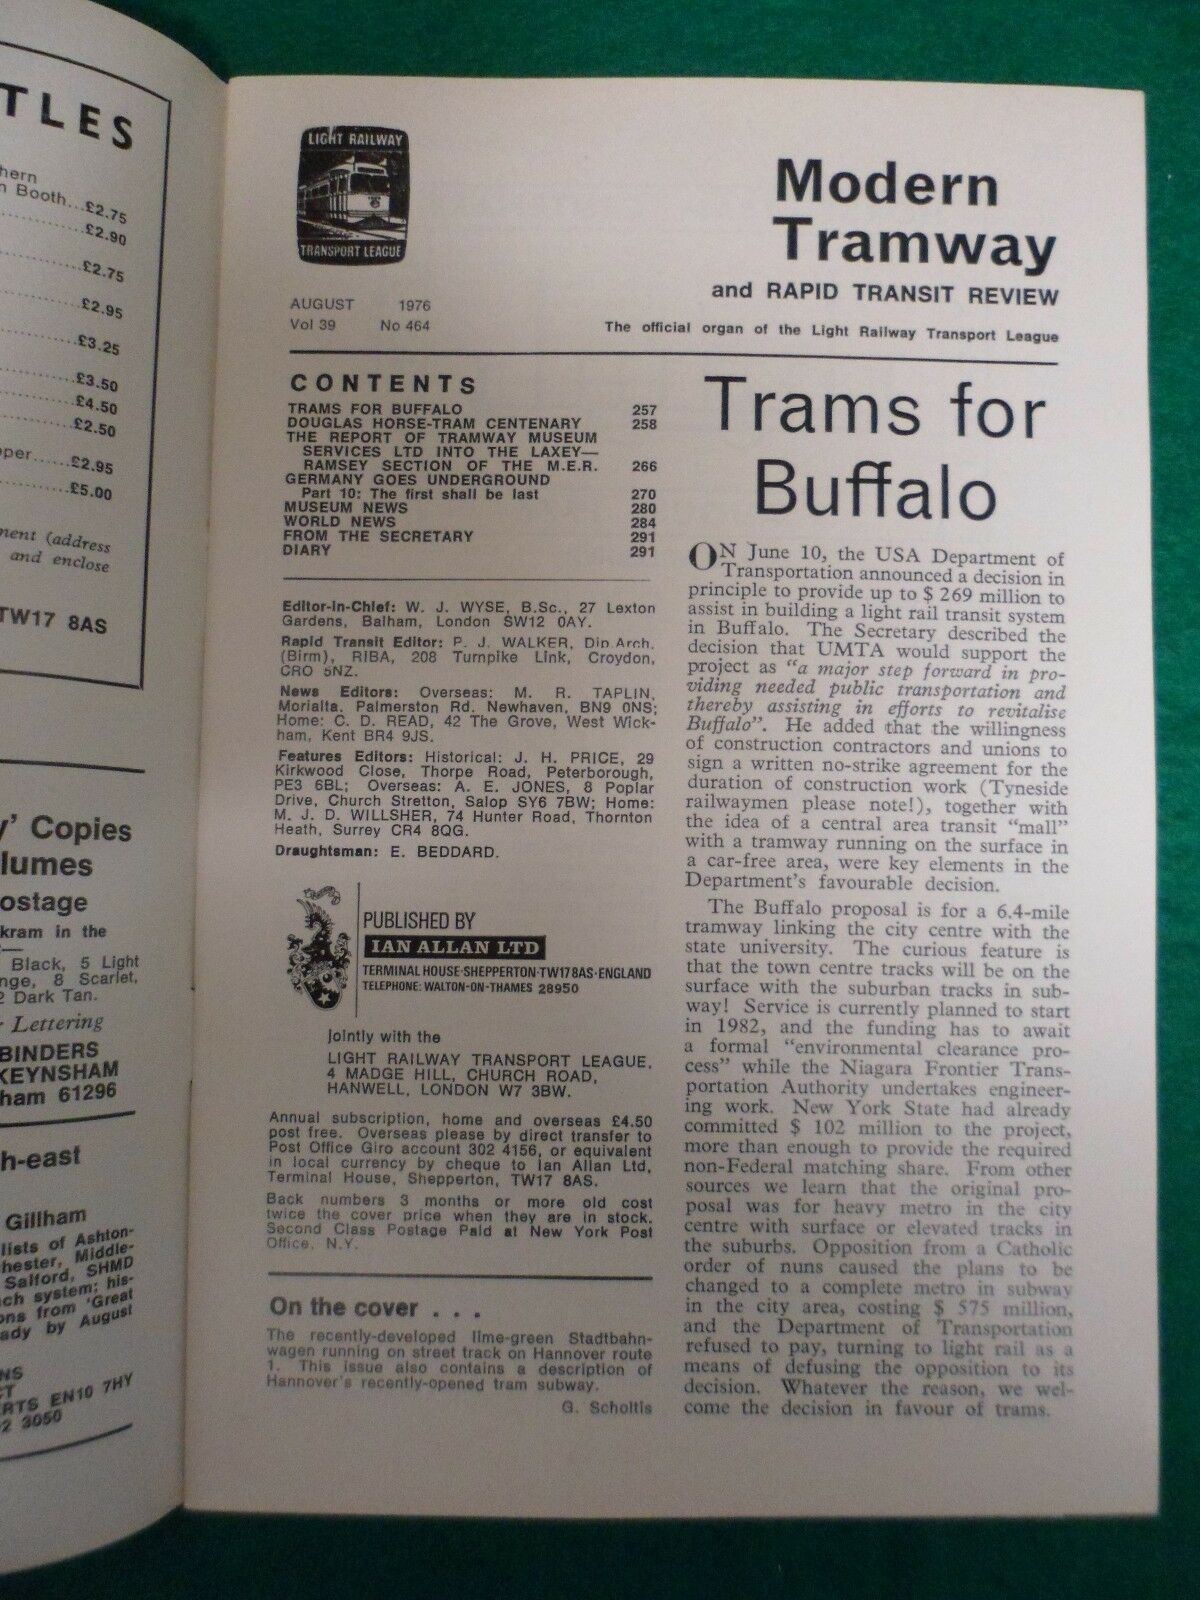 TLES
hern
n Booth...£2.75
£2.90
£2.75
£2.95
£3.25
£3.50
£4.50
£2.50
pper......£2.95
£5.00
ment (address
and enclose
TW17 8AS
y' Copies
lumes
ostage
kram in the
Black, 5 Light
nge, 8 Scarlet,
2 Dark Tan.
r Lettering
BINDERS
KEYNSHAM
ham 61296
h-east
Gillham
lists of Ashton-
hester, Middle-
Salford, SHMD
ach system; his-
ons from 'Great
ady by August
NS
CT
ERTS EN10 7HY
2 3050
LIGHT RAILWAY
TRANSPORT LEAGUE
AUGUST 1976
Vol 39 No 464
Modern
Tramway
and RAPID TRANSIT REVIEW
The official organ of the Light Railway Transport League
CONTENTS
TRAMS FOR BUFFALO 257
DOUGLAS HORSE-TRAM CENTENARY 258
THE REPORT OF TRAMWAY MUSEUM
SERVICES LTD INTO THE LAXEY—
RAMSEY SECTION OF THE M.E.R. 266
GERMANY GOES UNDERGROUND
Part 10: The first shall be last 270
MUSEUM NEWS 280
WORLD NEWS 284
FROM THE SECRETARY 291
DIARY 291
Editor-in-Chief: W. J. WYSE, B.Sc., 27 Lexton
Gardens, Balham, London SW12 0AY.
Rapid Transit Editor: P. J. WALKER, Dip.Arch.
(Birm), RIBA, 208 Turnpike Link, Croydon,
CRO 5NZ.
News Editors: Overseas: M. R. TAPLIN,
Morialta, Palmerston Rd, Newhaven, BN9 0NS;
Home: C. D. READ, 42 The Grove, West Wick-
ham, Kent BR4 9JS.
Features Editors: Historical: J. H. PRICE, 29
Kirkwood Close, Thorpe Road, Peterborough,
PE3 6BL; Overseas: A. E. JONES, 8 Poplar
Drive, Church Stretton, Salop SY6 7BW; Home:
M. J. D. WILLSHER, 74 Hunter Road, Thornton
Heath, Surrey CR4 8QG.
Draughtsman: E. BEDDARD.
PUBLISHED BY
IAN ALLAN LTD
TERMINAL HOUSE·SHEPPERTON·TW17 8AS·ENGLAND
TELEPHONE: WALTON-ON-THAMES 28950
jointly with the
LIGHT RAILWAY TRANSPORT LEAGUE,
4 MADGE HILL, CHURCH ROAD,
HANWELL, LONDON W7 3BW.
Annual subscription, home and overseas £4.50
post free. Overseas please by direct transfer to
Post Office Giro account 302 4156, or equivalent
in local currency by cheque to Ian Allan Ltd,
Terminal House, Shepperton, TW17 8AS.
Back numbers 3 months or more old cost
twice the cover price when they are in stock.
Second Class Postage Paid at New York Post
Office, N.Y.
On the cover . . .
The recently-developed lime-green Stadtbahn-
wagen running on street track on Hannover route
1. This issue also contains a description of
Hannover's recently-opened tram subway.
G. Scholtis
Trams for
Buffalo
ON June 10, the USA Department of
Transportation announced a decision in
principle to provide up to $ 269 million to
assist in building a light rail transit system
in Buffalo. The Secretary described the
decision that UMTA would support the
project as "a major step forward in pro-
viding needed public transportation and
thereby assisting in efforts to revitalise
Buffalo". He added that the willingness
of construction contractors and unions to
sign a written no-strike agreement for the
duration of construction work (Tyneside
railwaymen please note!), together with
the idea of a central area transit "mall"
with a tramway running on the surface in
a car-free area, were key elements in the
Department's favourable decision.
The Buffalo proposal is for a 6.4-mile
tramway linking the city centre with the
state university. The curious feature is
that the town centre tracks will be on the
surface with the suburban tracks in sub-
way! Service is currently planned to start
in 1982, and the funding has to await
a formal "environmental clearance pro-
cess" while the Niagara Frontier Trans-
portation Authority undertakes engineer-
ing work. New York State had already
committed $ 102 million to the project,
more than enough to provide the required
non-Federal matching share. From other
sources we learn that the original pro-
posal was for heavy metro in the city
centre with surface or elevated tracks in
the suburbs. Opposition from a Catholic
order of nuns caused the plans to be
changed to a complete metro in subway
in the city area, costing $ 575 million,
and the Department of Transportation
refused to pay, turning to light rail as a
means of defusing the opposition to its
decision. Whatever the reason, we wel-
come the decision in favour of trams.